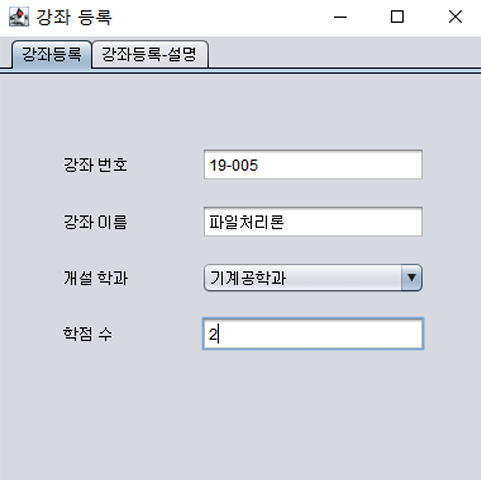 강좌 등록
강좌등록 강좌등록-설명
강좌 번호 19-005
강좌 이름 파일처리론
개설 학과 기계공학과
학점 수 2